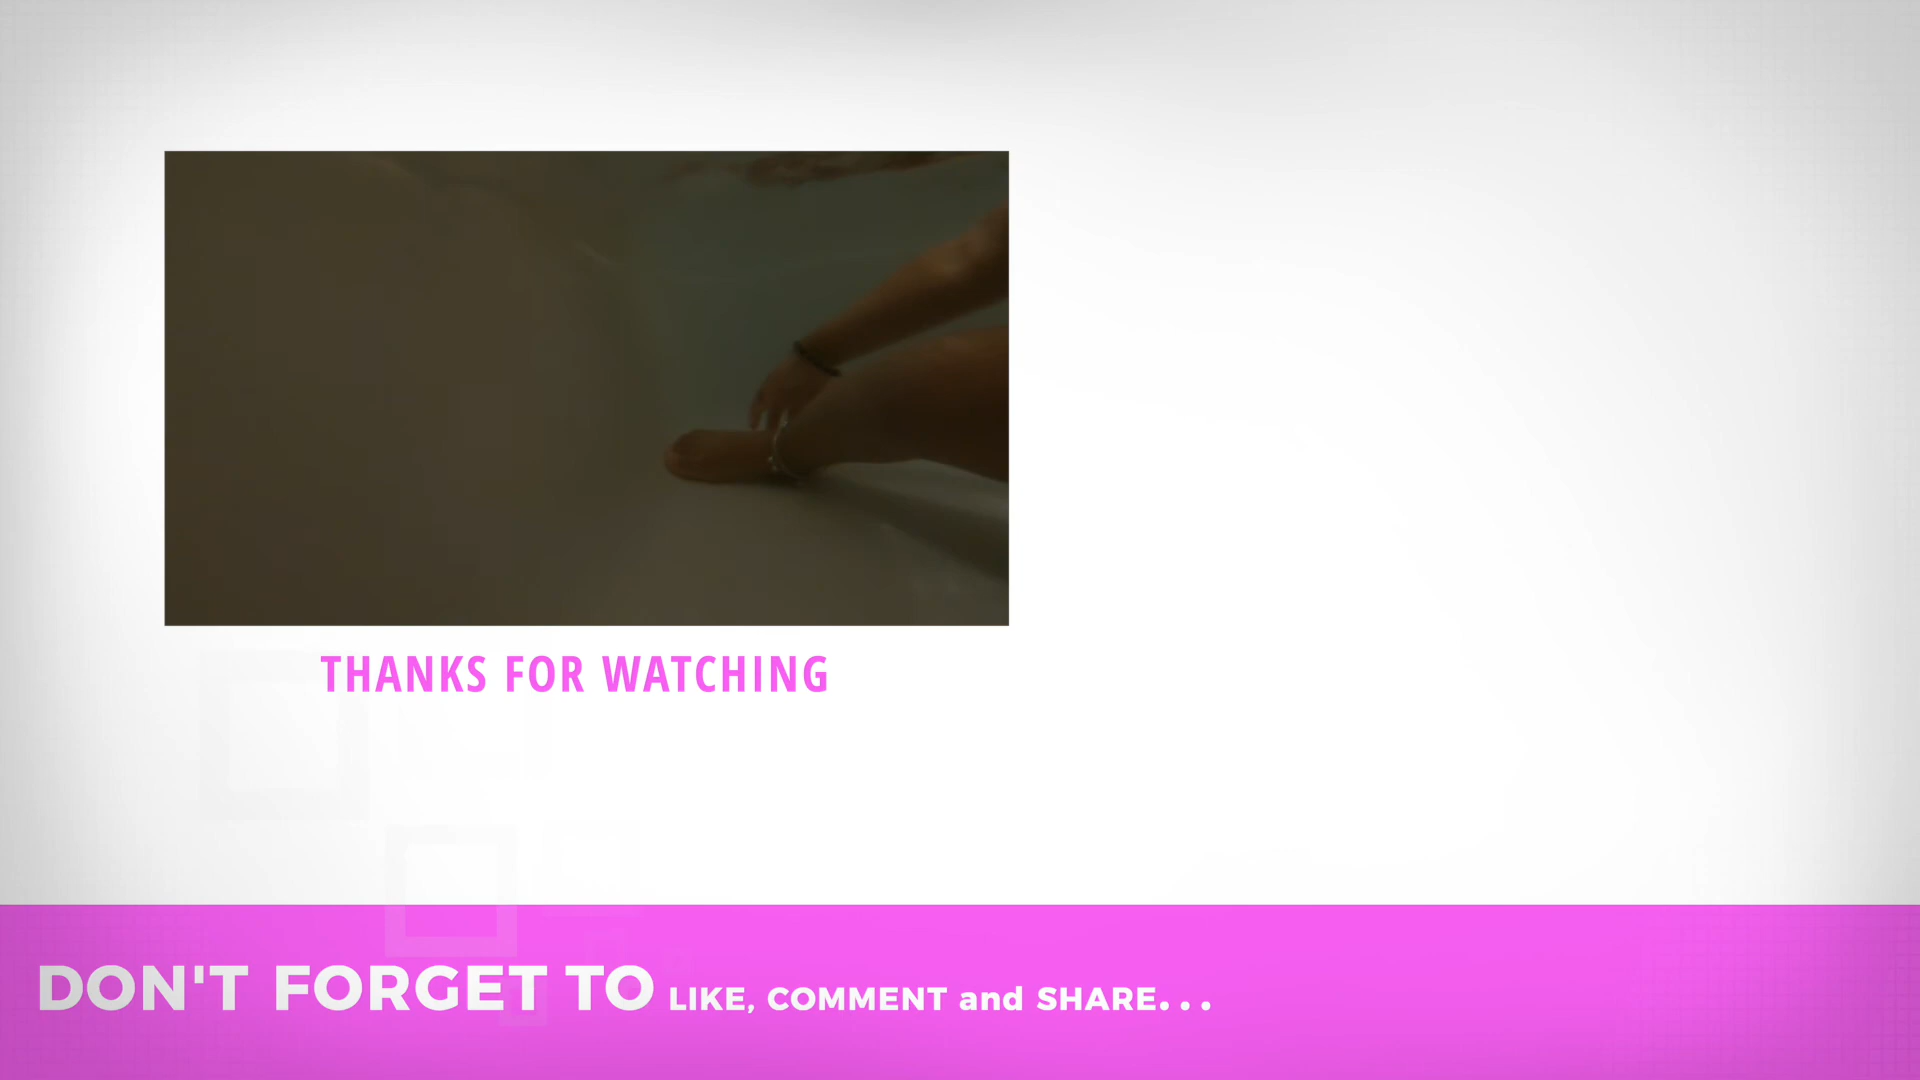 THANKS FOR WATCHING
DON'T FORGET TO LIKE, COMMENT and SHARE...